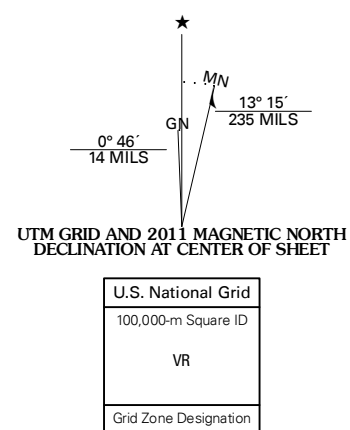 ★
MN
GN
13° 15´
235 MILS
0° 46´
14 MILS
UTM GRID AND 2011 MAGNETIC NORTH
DECLINATION AT CENTER OF SHEET
U.S. National Grid
100,000-m Square ID
VR
Grid Zone Designation